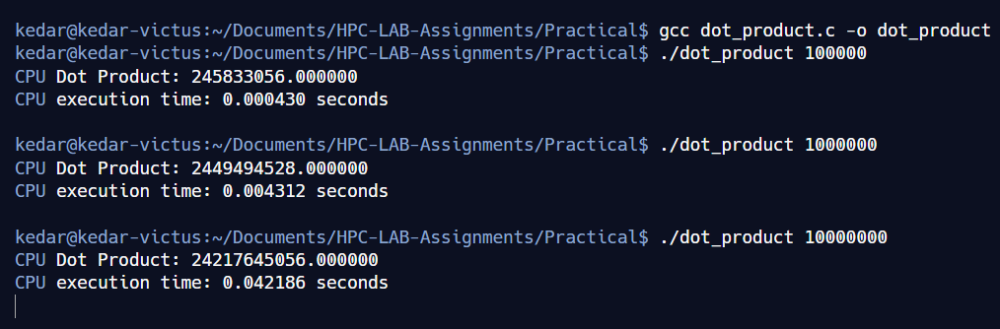 kedar@kedar-victus:~/Documents/HPC-LAB-Assignments/Practical$ gcc dot_product.c -o dot_product
kedar@kedar-victus:~/Documents/HPC-LAB-Assignments/Practical$ ./dot_product 100000
CPU Dot Product: 245833056.000000
CPU execution time: 0.000430 seconds
kedar@kedar-victus:~/Documents/HPC-LAB-Assignments/Practical$ ./dot_product 1000000
CPU Dot Product: 2449494528.000000
CPU execution time: 0.004312 seconds
kedar@kedar-victus:~/Documents/HPC-LAB-Assignments/Practical$ ./dot_product 10000000
CPU Dot Product: 24217645056.000000
CPU execution time: 0.042186 seconds